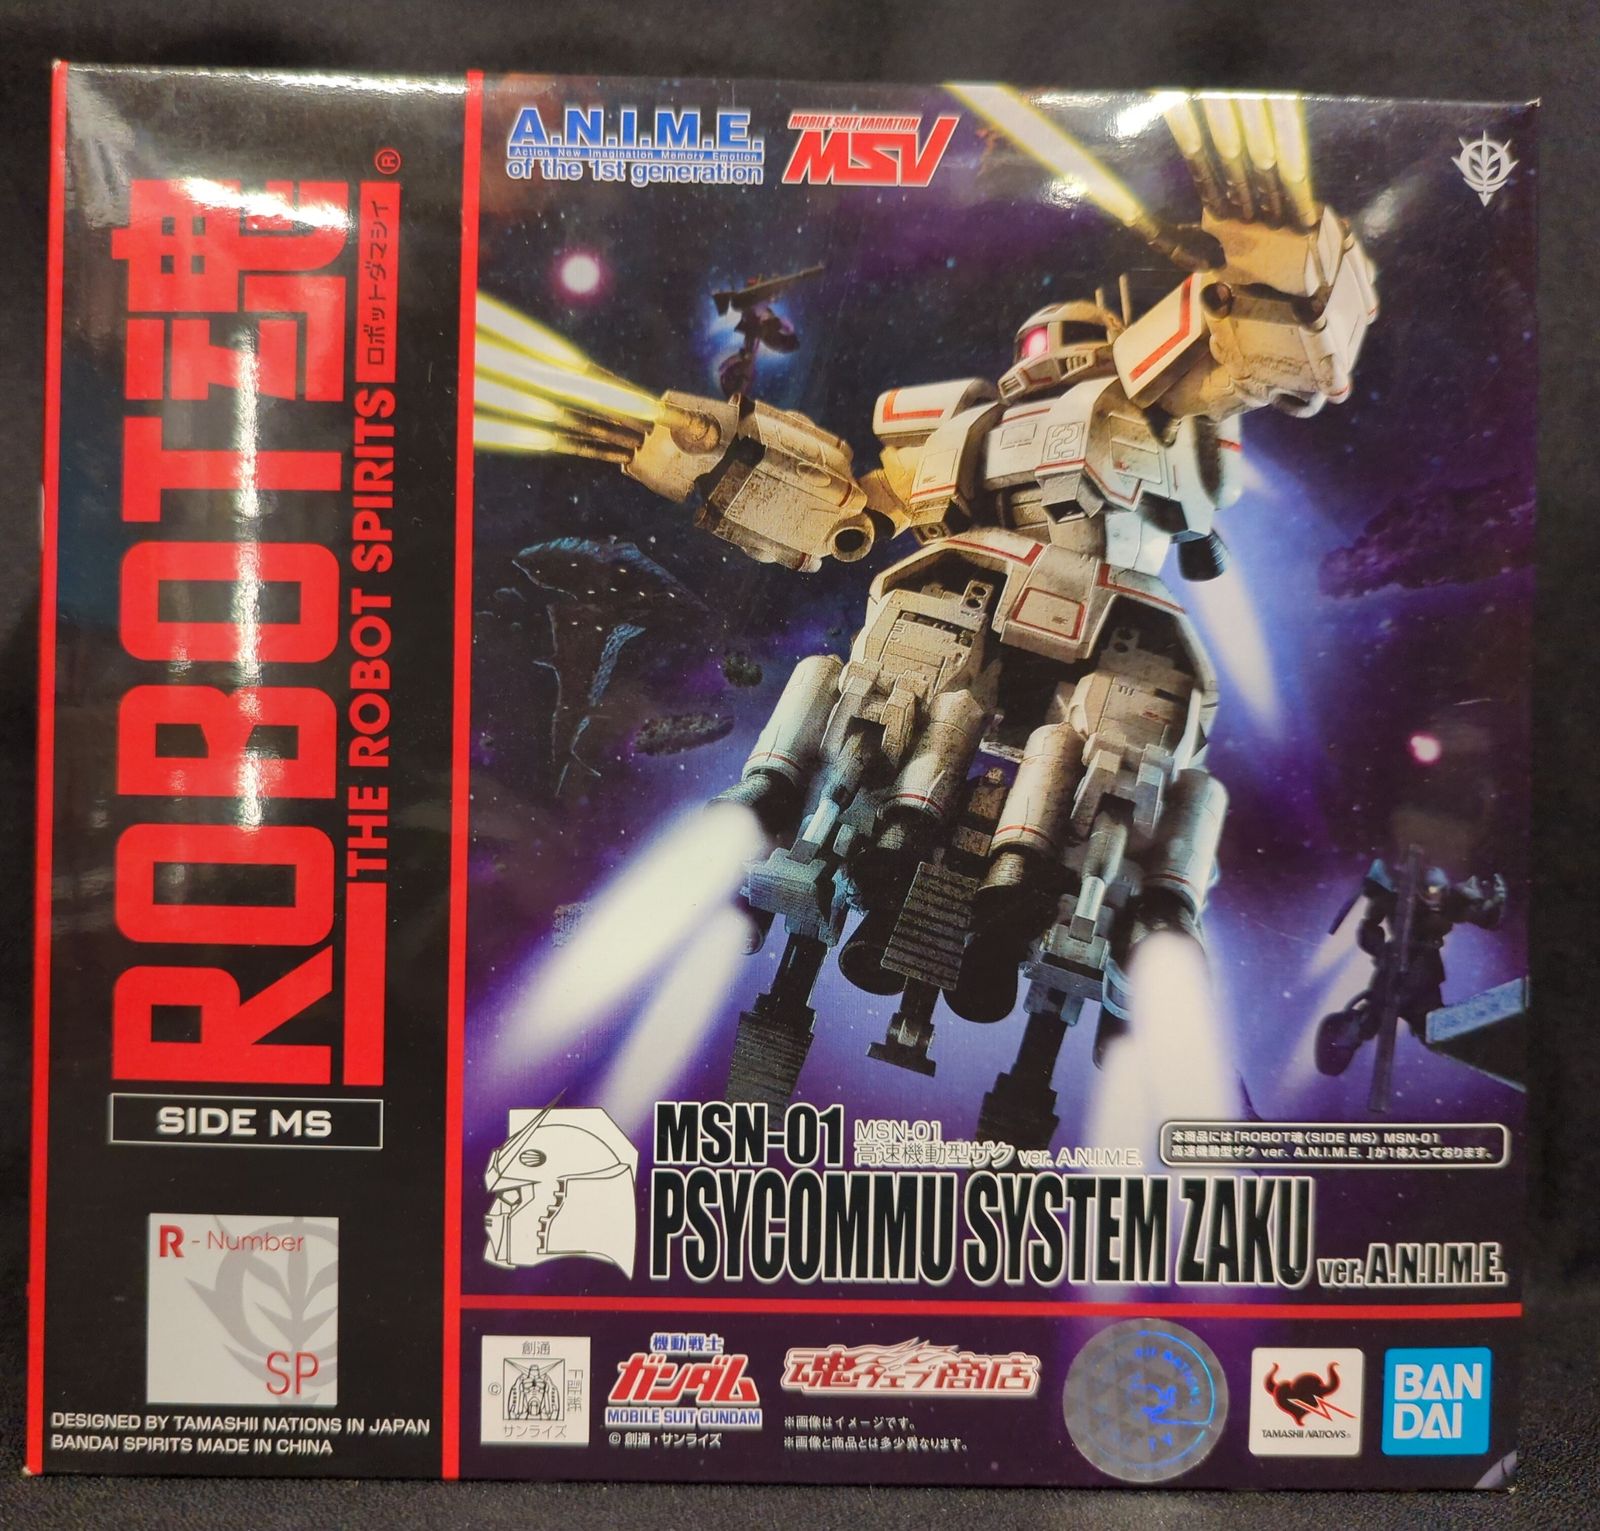 ROBOT魂
ロボットダマシイ
®
THE ROBOT SPIRITS
SIDE MS
R - Number
SP
DESIGNED BY TAMASHII NATIONS IN JAPAN
BANDAI SPIRITS MADE IN CHINA
A.N.I.M.E.
Action New Imagination Memory Emotion
of the 1st generation
MOBILE SUIT VARIATION
MSV
MSN-01
MSN-01
高速機動型ザク ver. A.N.I.M.E.
本商品には「ROBOT魂〈SIDE MS〉 MSN-01
高速機動型ザク ver. A.N.I.M.E.」が1体入っております。
PSYCOMMU SYSTEM ZAKU ver. A.N.I.M.E.
創通
©
サンライズ
機動戦士
ガンダム
MOBILE SUIT GUNDAM
© 創通・サンライズ
魂ウェブ商店
※画像はイメージです。
※画像と商品とは多少異なります。
TAMASHII NATIONS
BAN
DAI